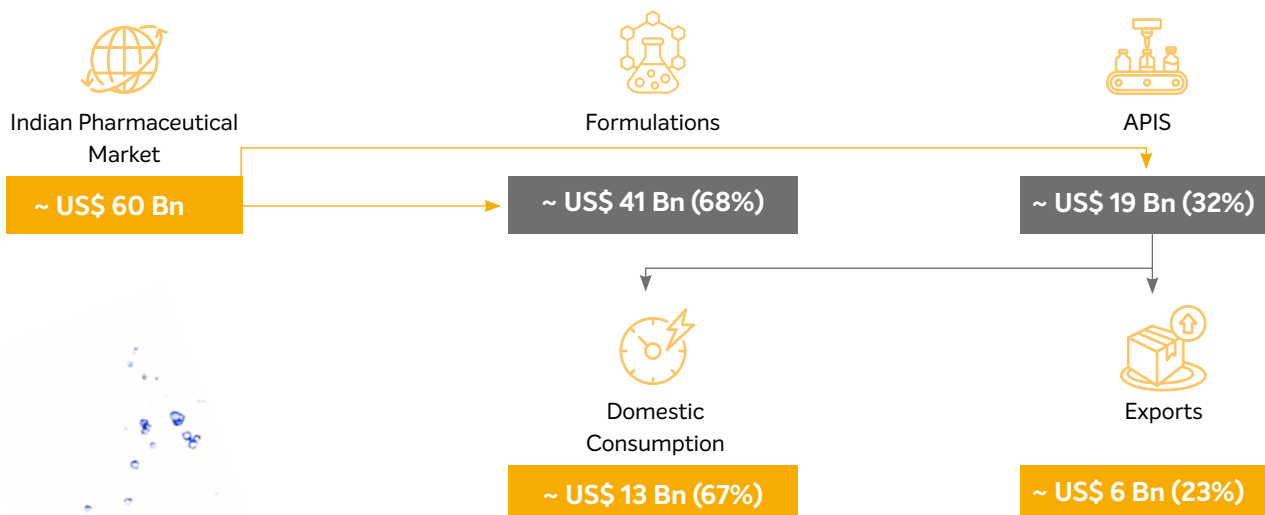 Indian Pharmaceutical
Market
Formulations
APIS
~ US$ 60 Bn
~ US$ 41 Bn (68%)
~ US$ 19 Bn (32%)
Domestic
Consumption
Exports
~ US$ 13 Bn (67%)
~ US$ 6 Bn (23%)